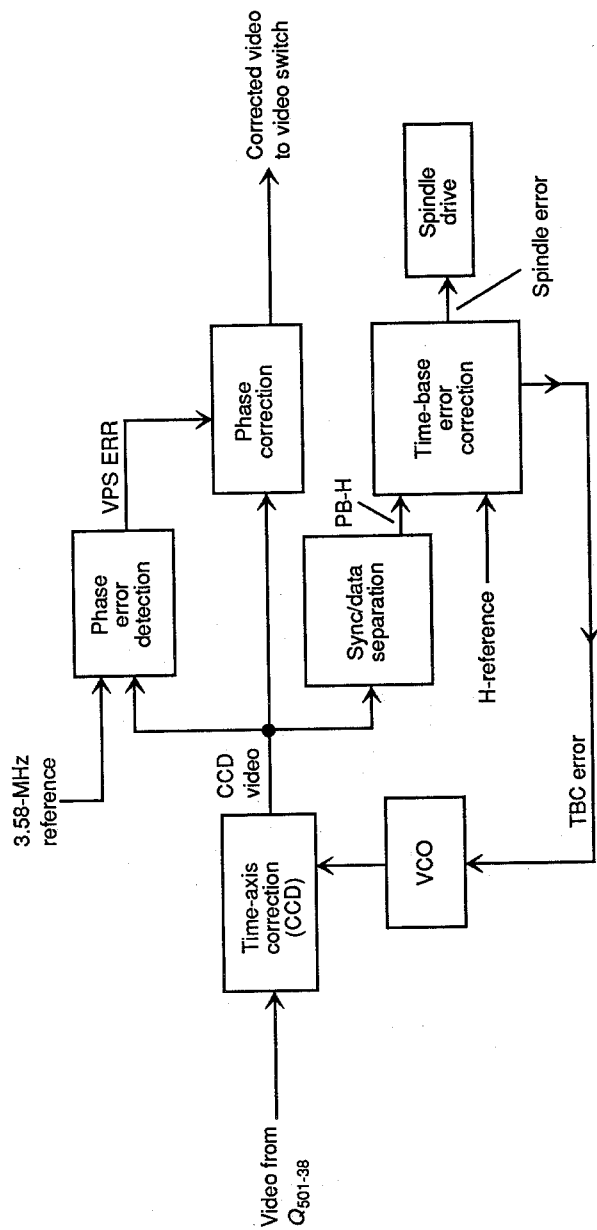 Video from
Q501-38
Time-axis
correction
(CCD)
CCD
video
3.58-MHz
reference
Phase
error
detection
VPS ERR
Phase
correction
Corrected video
to video switch
Sync/data
separation
PB-H
H-reference
Time-base
error
correction
Spindle error
Spindle
drive
VCO
TBC error